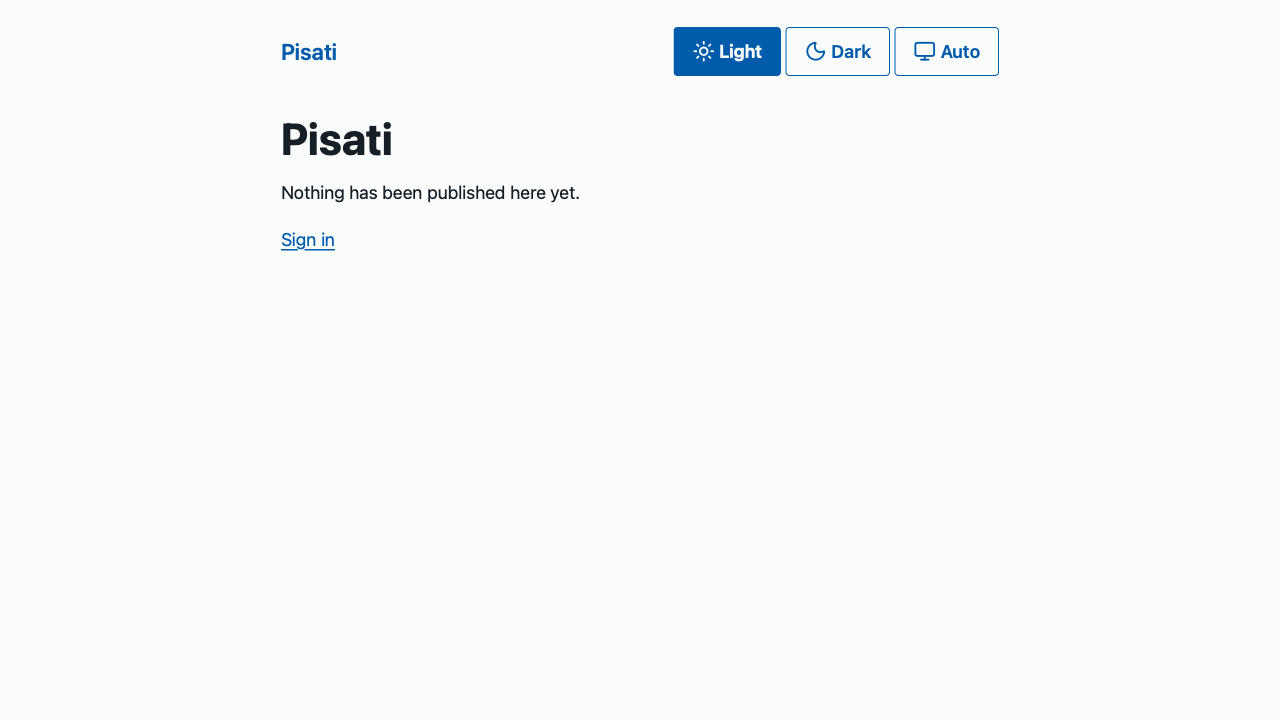 Pisati
Light Dark Auto
Pisati
Nothing has been published here yet.
Sign in